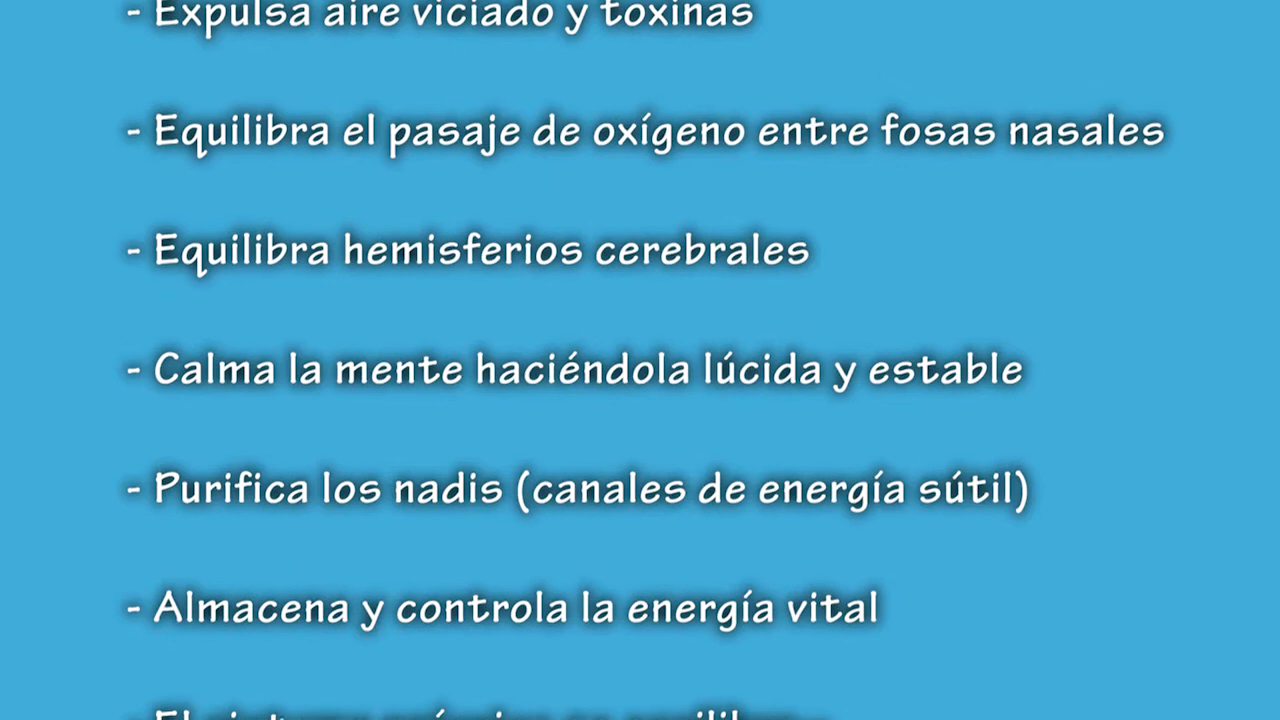 - Expulsa aire viciado y toxinas
- Equilibra el pasaje de oxígeno entre fosas nasales
- Equilibra hemisferios cerebrales
- Calma la mente haciéndola lúcida y estable
- Purifica los nadis (canales de energía sútil)
- Almacena y controla la energía vital
- El